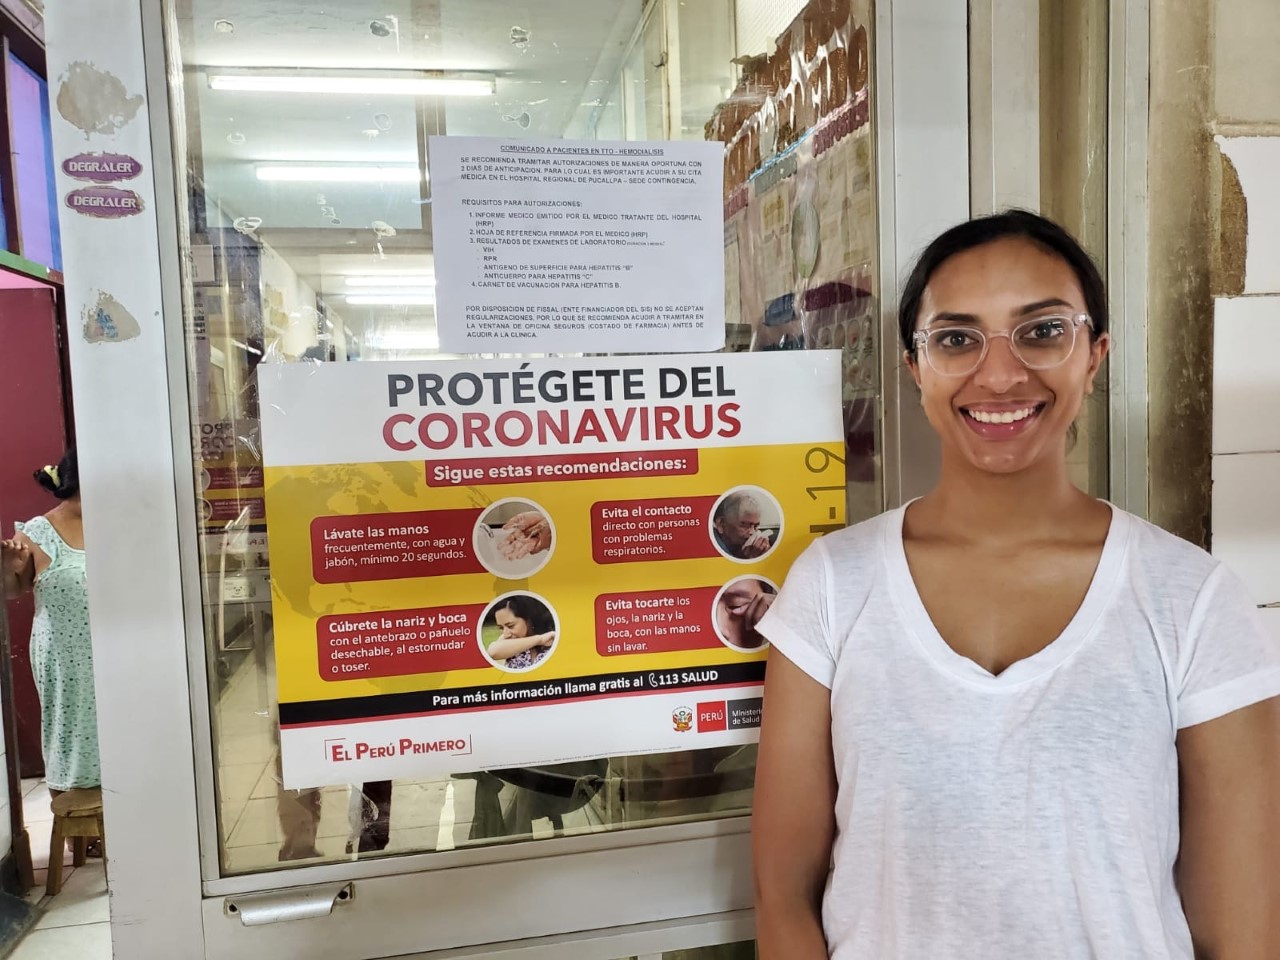 DEGRALER
DEGRALER
COMUNICADO A PACIENTES EN TTO - HEMODIALISIS
SE RECOMIENDA TRAMITAR AUTORIZACIONES DE MANERA OPORTUNA CON
2 DIAS DE ANTICIPACION. PARA LO CUAL ES IMPORTANTE ACUDIR A SU CITA
MEDICA EN EL HOSPITAL REGIONAL DE PUCALLPA – SEDE CONTINGENCIA.
REQUISITOS PARA AUTORIZACIONES:
1. INFORME MEDICO EMITIDO POR EL MEDICO TRATANTE DEL HOSPITAL
(HRP)
2. HOJA DE REFERENCIA FIRMADA POR EL MEDICO (HRP)
3. RESULTADOS DE EXAMENES DE LABORATORIO
- VIH
- RPR
- ANTIGENO DE SUPERFICIE PARA HEPATITIS "B"
- ANTICUERPO PARA HEPATITIS "C"
4. CARNET DE VACUNACION PARA HEPATITIS B.
POR DISPOSICION DE FISSAL (ENTE FINANCIADOR DEL SIS) NO SE ACEPTAN
REGULARIZACIONES, POR LO QUE SE RECOMIENDA ACUDIR A TRAMITAR EN
LA VENTANA DE OFICINA SEGUROS (COSTADO DE FARMACIA) ANTES DE
ACUDIR A LA CLINICA.
PROTÉGETE DEL
CORONAVIRUS
Sigue estas recomendaciones:
Lávate las manos
frecuentemente, con agua y
jabón, mínimo 20 segundos.
Evita el contacto
directo con personas
con problemas
respiratorios.
-19
Cúbrete la nariz y boca
con el antebrazo o pañuelo
desechable, al estornudar
o toser.
Evita tocarte los
ojos, la nariz y la
boca, con las manos
sin lavar.
Para más información llama gratis al 113 SALUD
EL PERÚ PRIMERO
PERÚ
Ministerio
de Salud